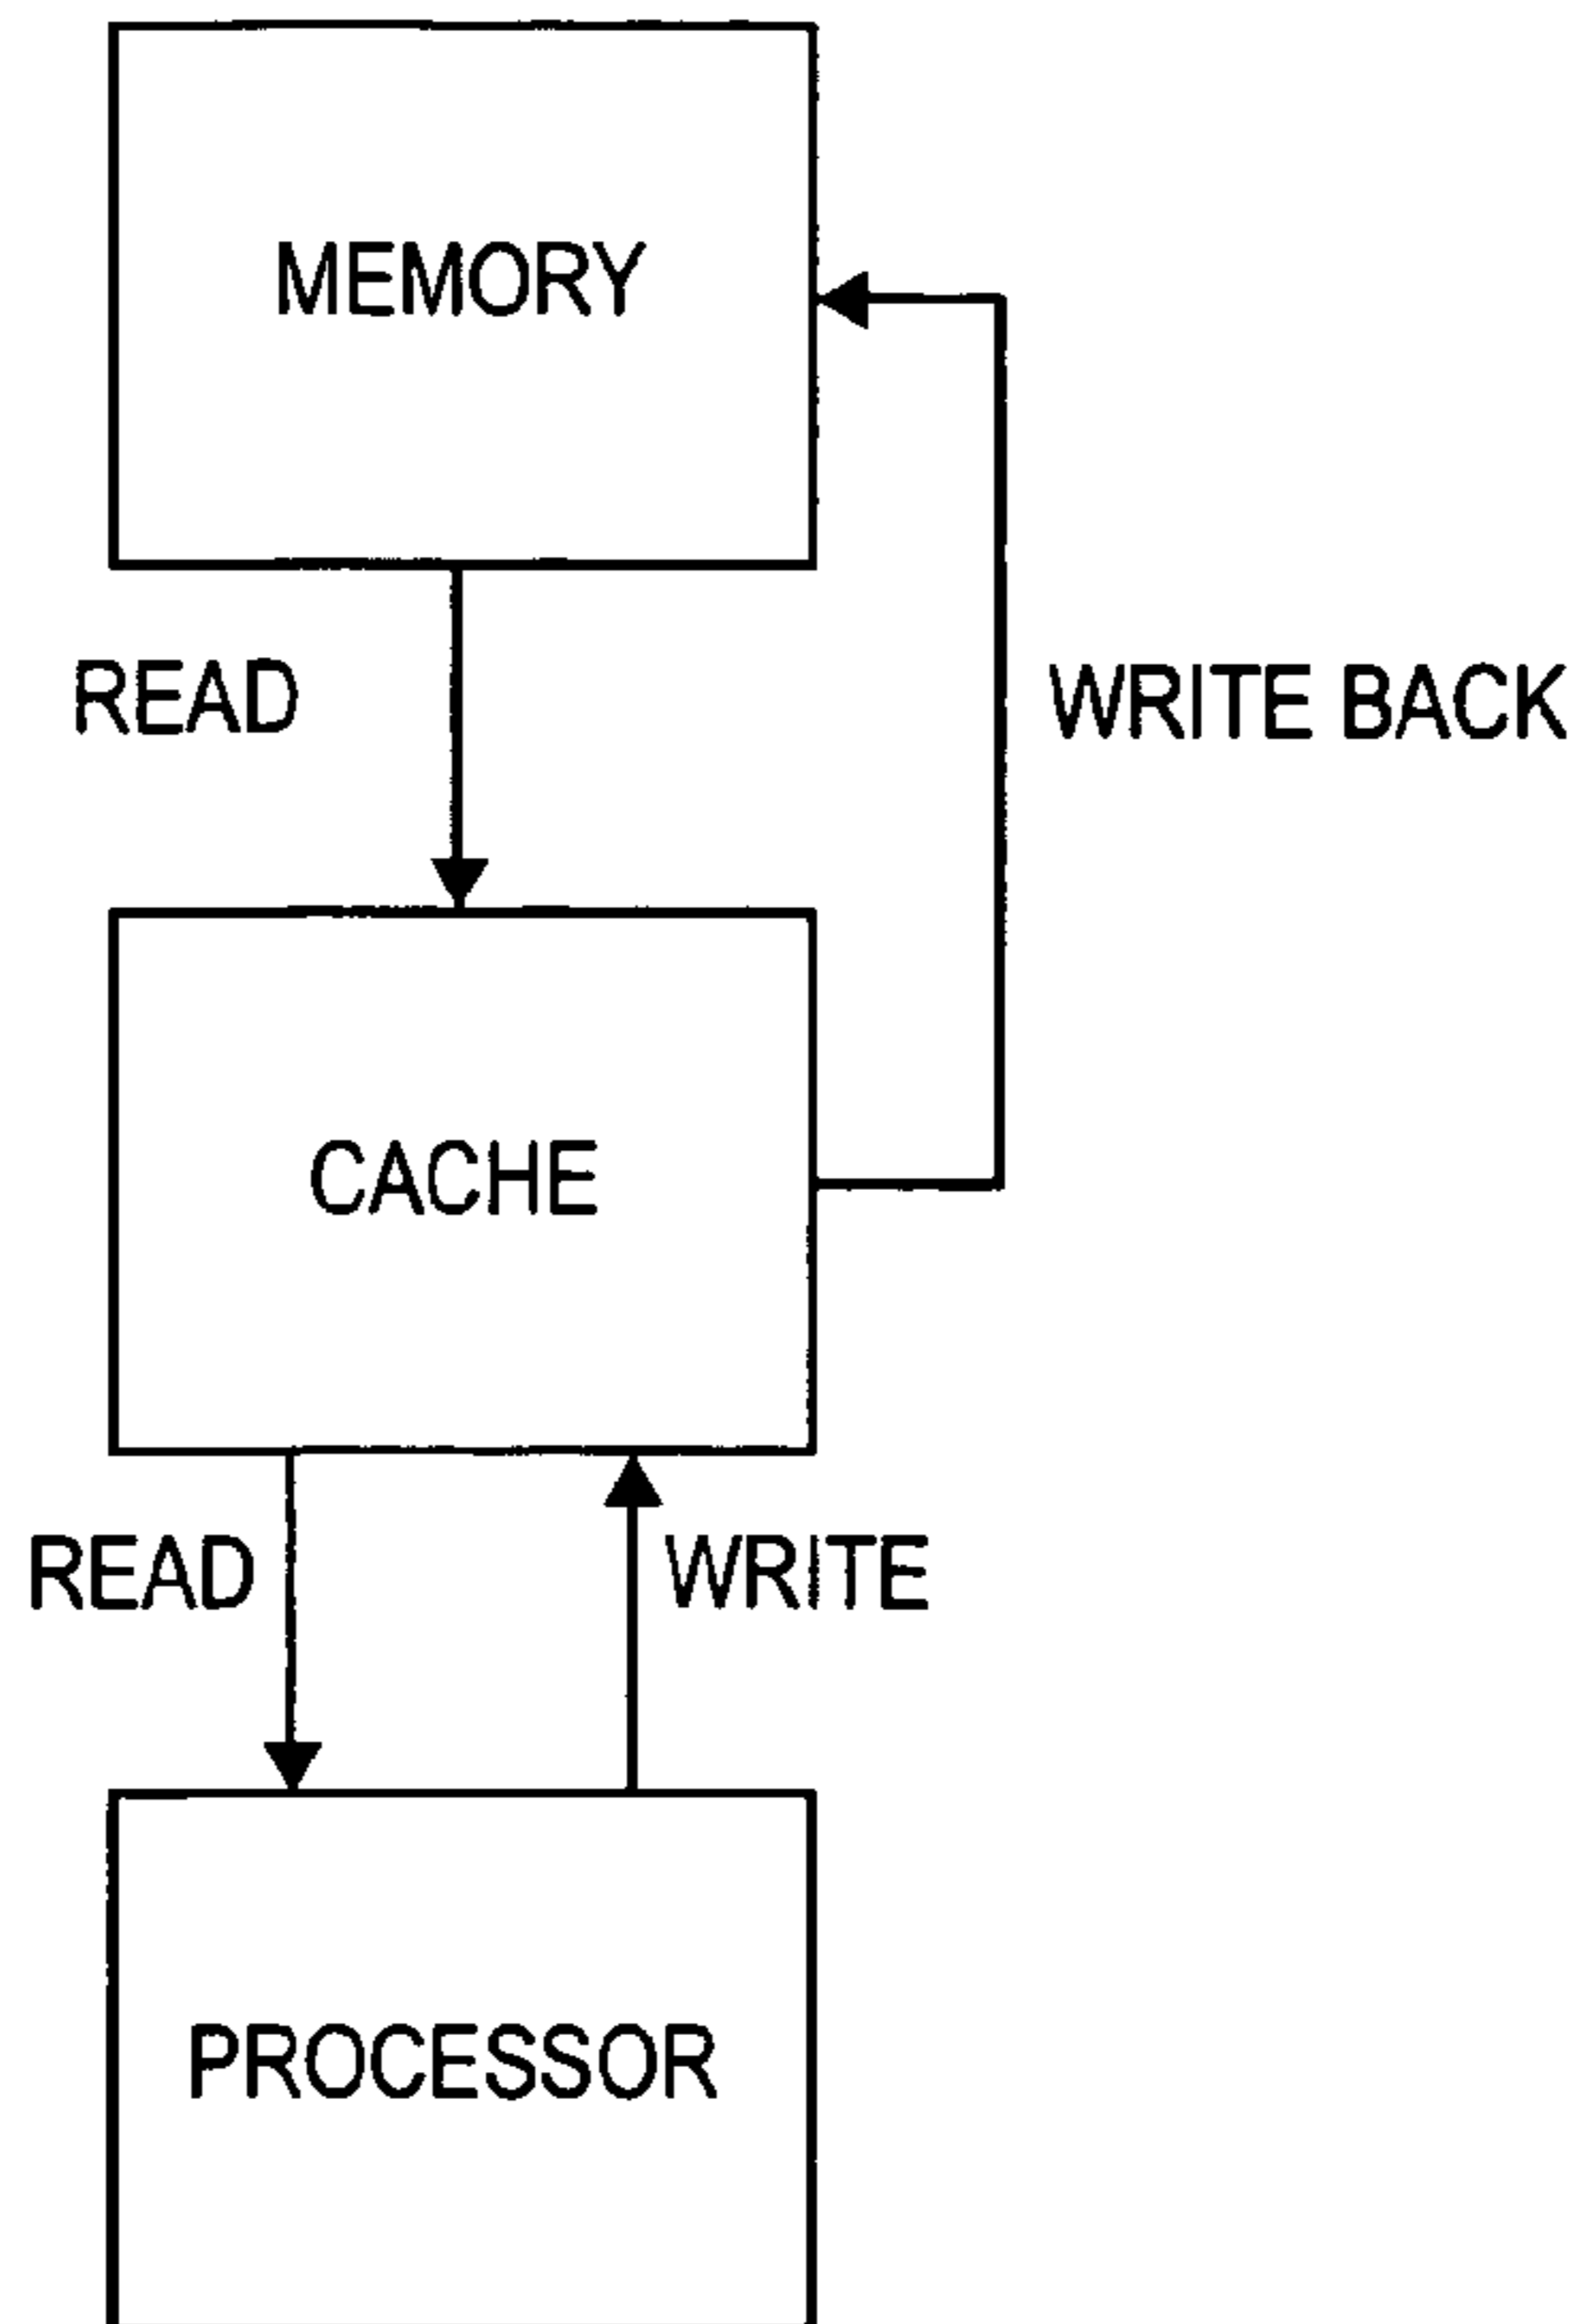 MEMORY
READ
WRITE BACK
CACHE
READ
WRITE
PROCESSOR